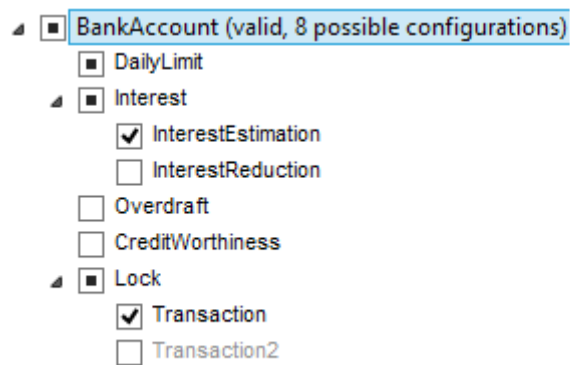 BankAccount (valid, 8 possible configurations)
DailyLimit
Interest
InterestEstimation
InterestReduction
Overdraft
CreditWorthiness
Lock
Transaction
Transaction2